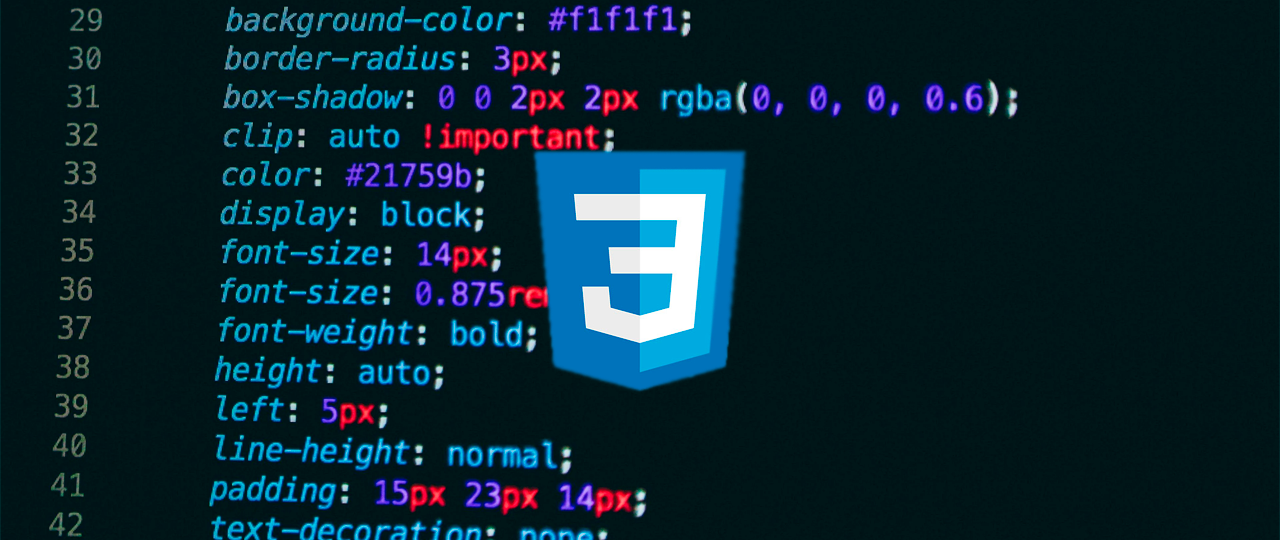 29 background-color: #f1f1f1;
30 border-radius: 3px;
31 box-shadow: 0 0 2px 2px rgba(0, 0, 0, 0.6);
32 clip: auto !important;
33 color: #21759b;
34 display: block;
35 font-size: 14px;
36 font-size: 0.875re
37 font-weight: bold;
38 height: auto;
39 left: 5px;
40 line-height: normal;
41 padding: 15px 23px 14px;
42 text-decoration: none;
3